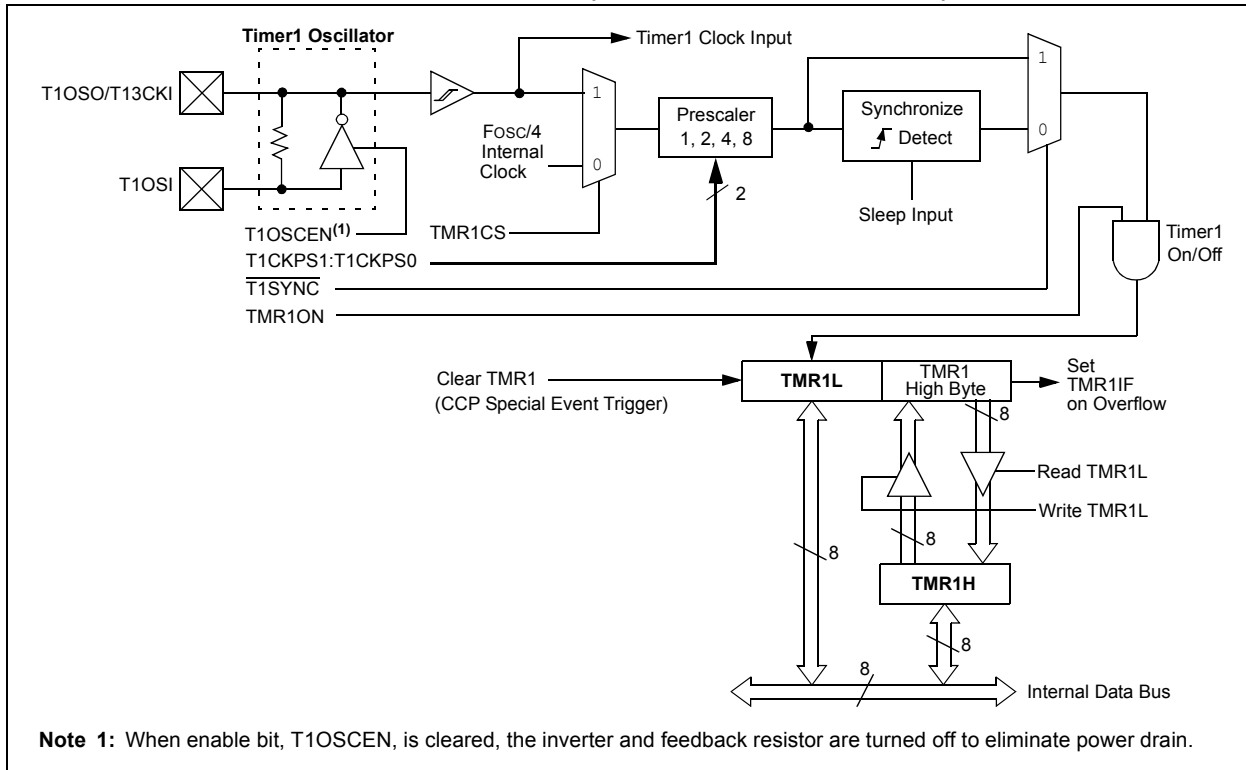 Timer1 Oscillator
Timer1 Clock Input
T1OSO/T13CKI
T1OSI
FOSC/4
Internal
Clock
1
0
Prescaler
1, 2, 4, 8
2
Synchronize
Detect
Sleep Input
1
0
T1OSCEN(1)
TMR1CS
T1CKPS1:T1CKPS0
T1SYNC
TMR1ON
Timer1
On/Off
Clear TMR1
(CCP Special Event Trigger)
TMR1L
TMR1
High Byte
Set
TMR1IF
on Overflow
8
Read TMR1L
Write TMR1L
8
8
TMR1H
8
8
Internal Data Bus
Note 1: When enable bit, T1OSCEN, is cleared, the inverter and feedback resistor are turned off to eliminate power drain.